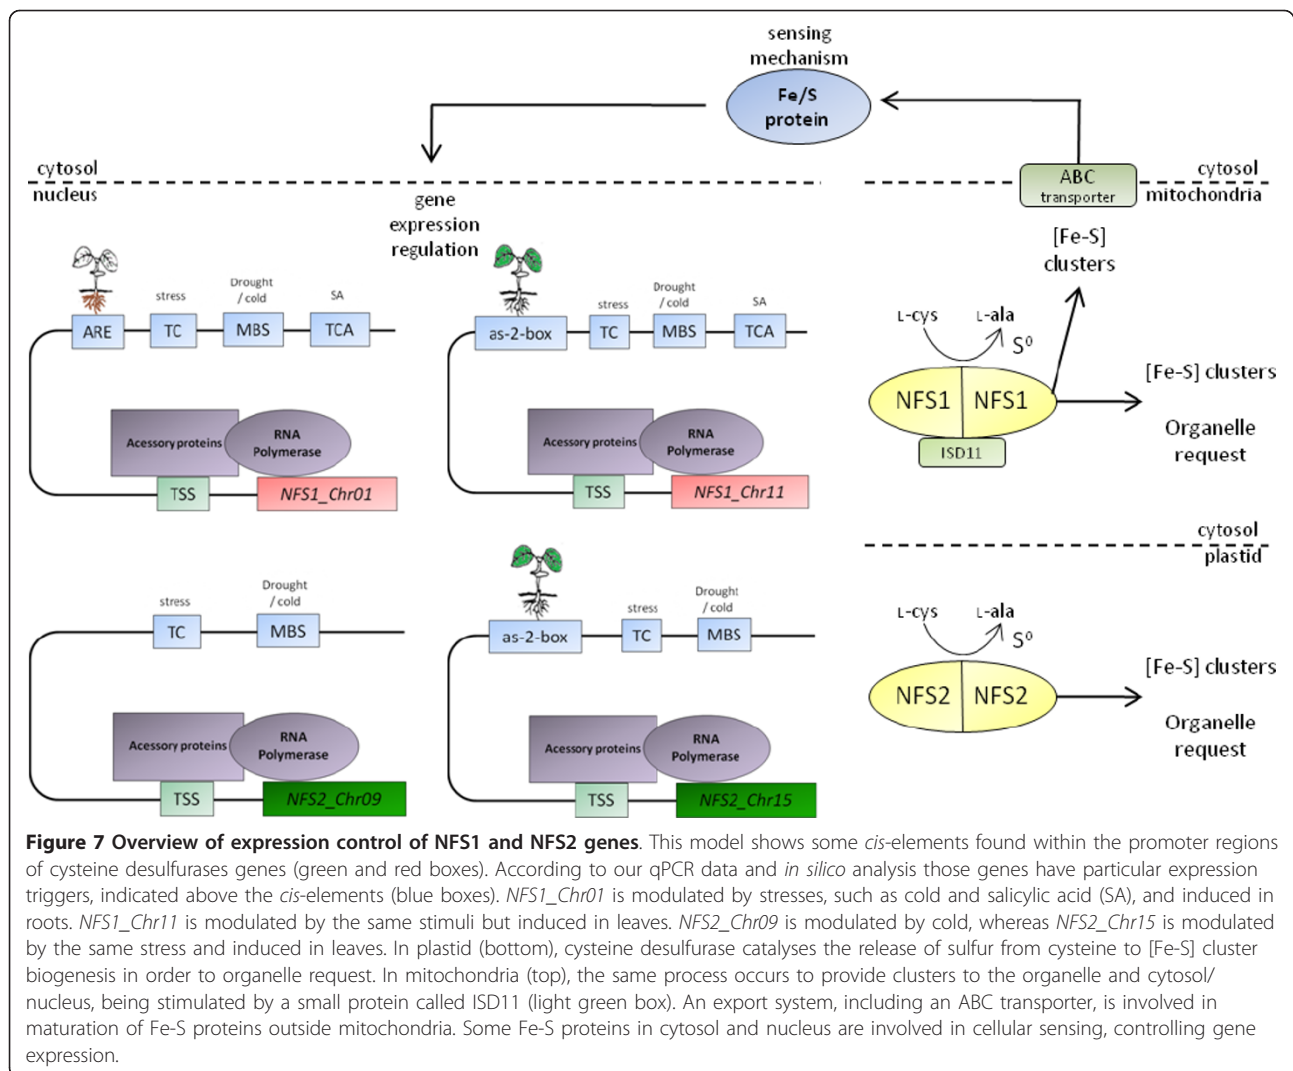 sensing
mechanism
Fe/S
protein
cytosol
nucleus
gene
expression
regulation
ABC
transporter
cytosol
mitochondria
[Fe-S]
clusters
stress
Drought
/ cold
SA
ARE
TC
MBS
TCA
Acessory proteins
RNA
Polymerase
TSS
NFS1_Chr01
stress
Drought
/ cold
SA
as-2-box
TC
MBS
TCA
Acessory proteins
RNA
Polymerase
TSS
NFS1_Chr11
L-cys
L-ala
S⁰
NFS1
NFS1
ISD11
[Fe-S] clusters
Organelle
request
stress
Drought
/ cold
TC
MBS
Acessory proteins
RNA
Polymerase
TSS
NFS2_Chr09
stress
Drought
/ cold
as-2-box
TC
MBS
Acessory proteins
RNA
Polymerase
TSS
NFS2_Chr15
cytosol
plastid
L-cys
L-ala
S⁰
NFS2
NFS2
[Fe-S] clusters
Organelle
request
Figure 7 Overview of expression control of NFS1 and NFS2 genes. This model shows some cis-elements found within the promoter regions
of cysteine desulfurases genes (green and red boxes). According to our qPCR data and in silico analysis those genes have particular expression
triggers, indicated above the cis-elements (blue boxes). NFS1_Chr01 is modulated by stresses, such as cold and salicylic acid (SA), and induced in
roots. NFS1_Chr11 is modulated by the same stimuli but induced in leaves. NFS2_Chr09 is modulated by cold, whereas NFS2_Chr15 is modulated
by the same stress and induced in leaves. In plastid (bottom), cysteine desulfurase catalyses the release of sulfur from cysteine to [Fe-S] cluster
biogenesis in order to organelle request. In mitochondria (top), the same process occurs to provide clusters to the organelle and cytosol/
nucleus, being stimulated by a small protein called ISD11 (light green box). An export system, including an ABC transporter, is involved in
maturation of Fe-S proteins outside mitochondria. Some Fe-S proteins in cytosol and nucleus are involved in cellular sensing, controlling gene
expression.